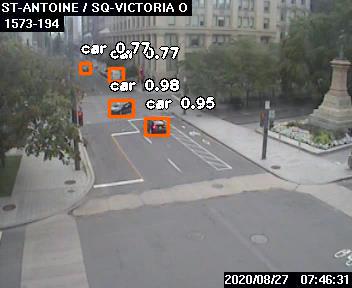 ST-ANTOINE / SQ-VICTORIA O
1573-194
car 0.77
car 0.77
car 0.98
car 0.95
2020/08/27 07:46:31